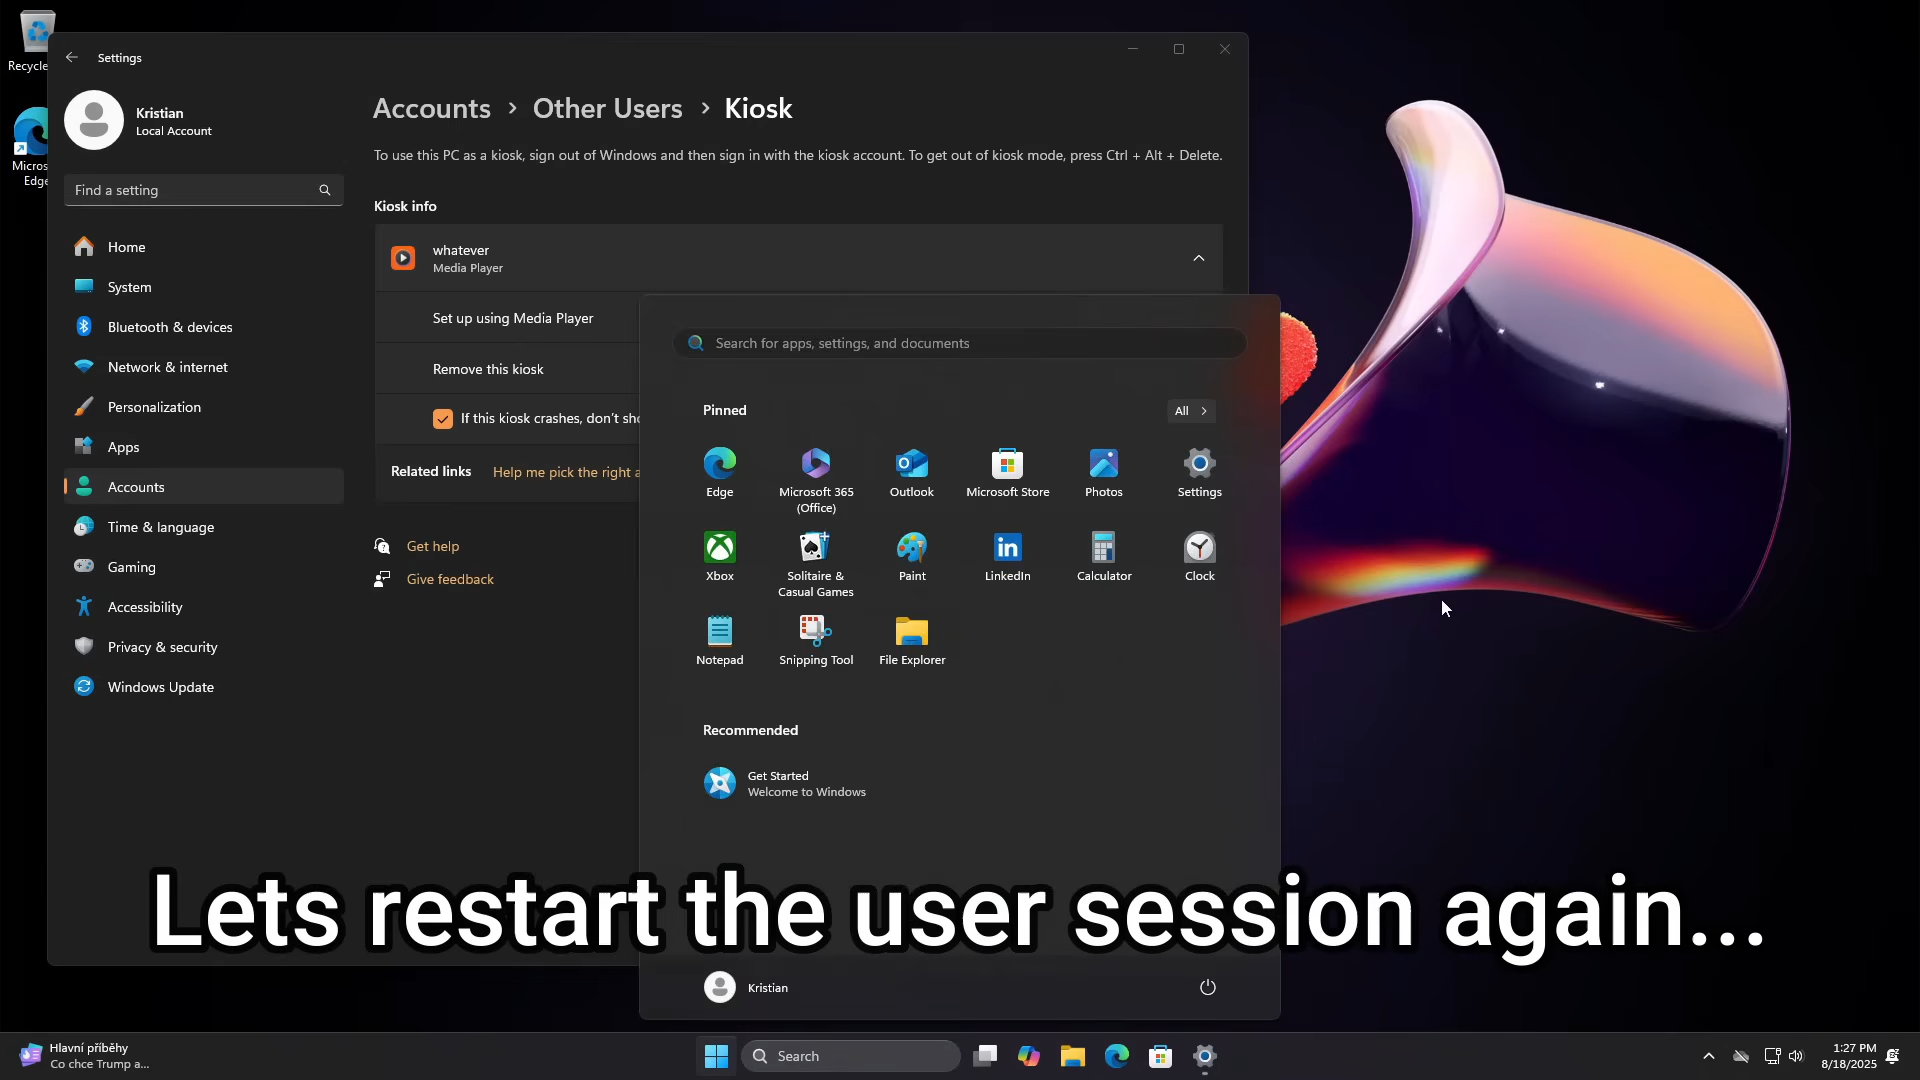 Recycle
Micros
Edge
Settings
Kristian
Local Account
Find a setting
Home
System
Bluetooth & devices
Network & internet
Personalization
Apps
Accounts
Time & language
Gaming
Accessibility
Privacy & security
Windows Update
Accounts > Other Users > Kiosk
To use this PC as a kiosk, sign out of Windows and then sign in with the kiosk account. To get out of kiosk mode, press Ctrl + Alt + Delete.
Kiosk info
whatever
Media Player
Set up using Media Player
Remove this kiosk
If this kiosk crashes, don't sho
Related links Help me pick the right a
Get help
Give feedback
Search for apps, settings, and documents
Pinned
All >
Edge
Microsoft 365
(Office)
Outlook
Microsoft Store
Photos
Settings
Xbox
Solitaire &
Casual Games
Paint
in
LinkedIn
Calculator
Clock
Notepad
Snipping Tool
File Explorer
Recommended
Get Started
Welcome to Windows
Lets restart the user session again...
Kristian
Hlavní příběhy
Co chce Trump a...
Search
1:27 PM
8/18/2025